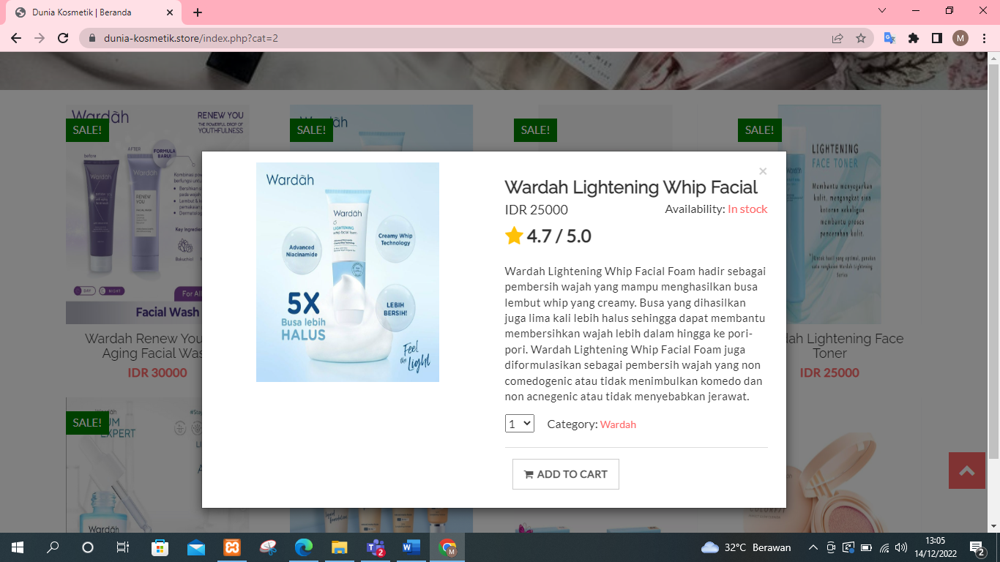 Dunia Kosmetik | Beranda
dunia-kosmetik.store/index.php?cat=2
M
SALE!
SALE!
SALE!
SALE!
Wardah
RENEW YOU
THE POWERFUL DROP OF
YOUTHFULNESS
before
AFTER
FORMULA
BARU!
Wardah
Wardah
RENEW
YOU
Key Ingredients
Bakuchiol
DAY
NIGHT
For All
Facial Wash
Wardah Renew You
Aging Facial Was
IDR 30000
LIGHTENING
FACE TONER
Membantu menyegarkan
kulit, mengangkat sisa
kotoran sekaligus
membantu proses
pencerahan kulit.
dah Lightening Face
Toner
IDR 25000
Wardah
Wardah
LIGHTENING
Whip Facial Foam
Advanced
Niacinamide
Creamy Whip
Technology
5X
Busa lebih
HALUS
LEBIH
BERSIH!
Feel
the Light
×
Wardah Lightening Whip Facial
IDR 25000
Availability: In stock
4.7 / 5.0
Wardah Lightening Whip Facial Foam hadir sebagai
pembersih wajah yang mampu menghasilkan busa
lembut whip yang creamy. Busa yang dihasilkan
juga lima kali lebih halus sehingga dapat membantu
membersihkan wajah lebih dalam hingga ke pori-
pori. Wardah Lightening Whip Facial Foam juga
diformulasikan sebagai pembersih wajah yang non
comedogenic atau tidak menimbulkan komedo dan
non acnegenic atau tidak menyebabkan jerawat.
1
Category: Wardah
ADD TO CART
SALE!
UM
EXPERT
Wardah
32°C Berawan
13:05
14/12/2022
2
2